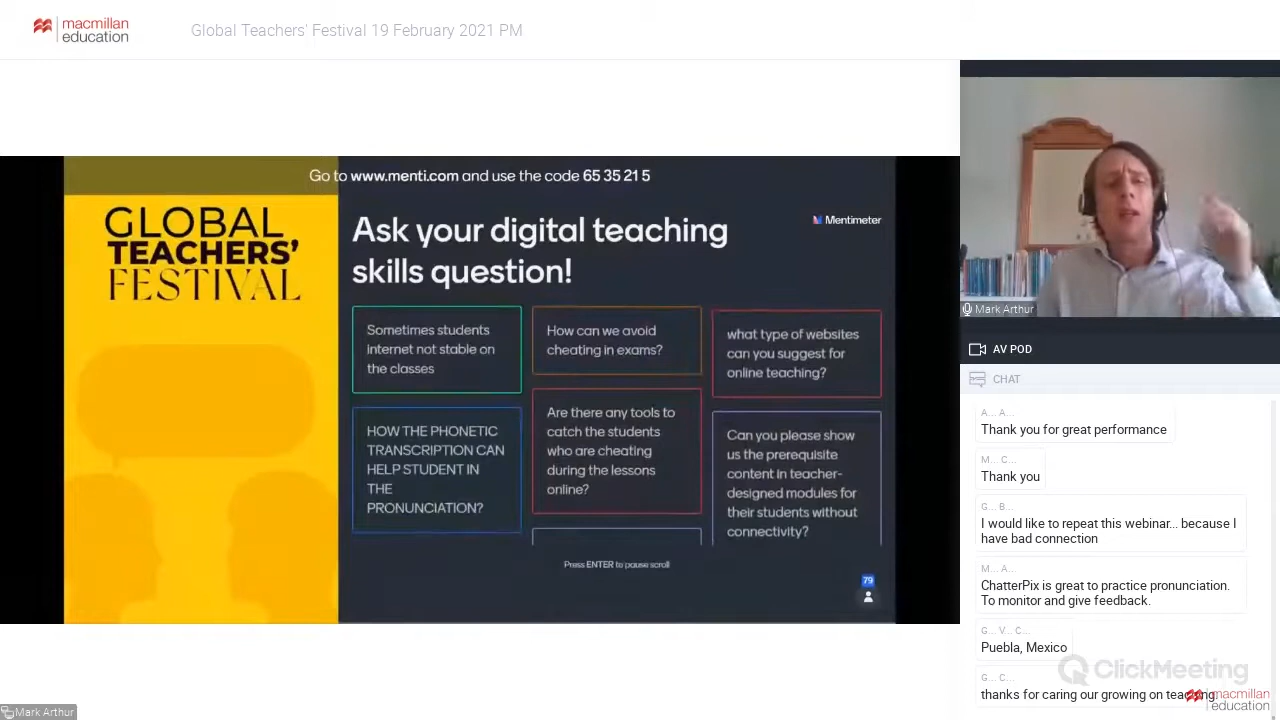 macmillan
education
Global Teachers' Festival 19 February 2021 PM
Go to www.menti.com and use the code 65 35 21 5
GLOBAL
TEACHERS'
FESTIVAL
Ask your digital teaching
skills question!
Mentimeter
Sometimes students
internet not stable on
the classes
HOW THE PHONETIC
TRANSCRIPTION CAN
HELP STUDENT IN
THE
PRONUNCIATION?
How can we avoid
cheating in exams?
Are there any tools to
catch the students
who are cheating
during the lessons
online?
what type of websites
can you suggest for
online teaching?
Can you please show
us the prerequisite
content in teacher-
designed modules for
their students without
connectivity?
Press ENTER to pause scroll
79
Mark Arthur
Mark Arthur
AV POD
CHAT
A... A...
Thank you for great performance
M... C...
Thank you
G... B...
I would like to repeat this webinar... because I
have bad connection
M... A...
ChatterPix is great to practice pronunciation.
To monitor and give feedback.
G... V... C...
Puebla, Mexico
G... C...
thanks for caring our growing on teaching
ClickMeeting
macmillan
education